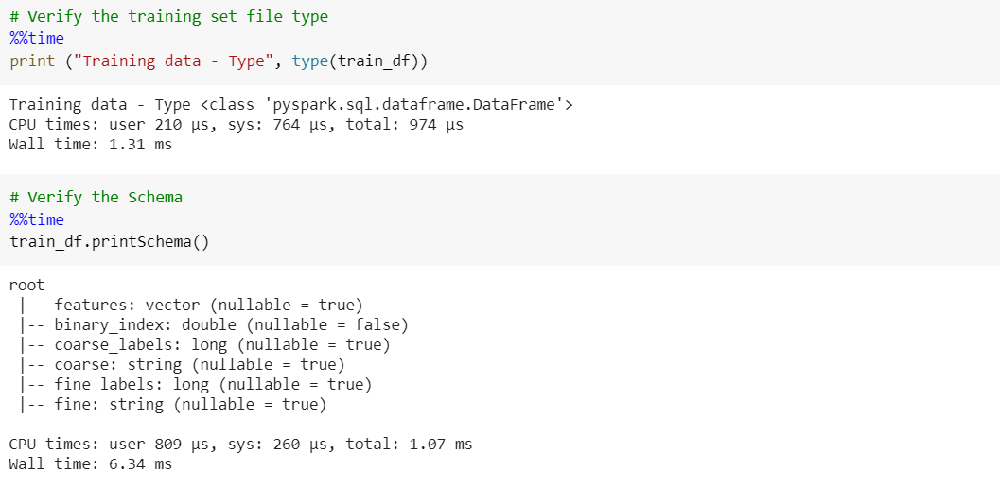 # Verify the training set file type
%%time
print ("Training data - Type", type(train_df))
Training data - Type <class 'pyspark.sql.dataframe.DataFrame'>
CPU times: user 210 µs, sys: 764 µs, total: 974 µs
Wall time: 1.31 ms
# Verify the Schema
%%time
train_df.printSchema()
root
 |-- features: vector (nullable = true)
 |-- binary_index: double (nullable = false)
 |-- coarse_labels: long (nullable = true)
 |-- coarse: string (nullable = true)
 |-- fine_labels: long (nullable = true)
 |-- fine: string (nullable = true)
CPU times: user 809 µs, sys: 260 µs, total: 1.07 ms
Wall time: 6.34 ms